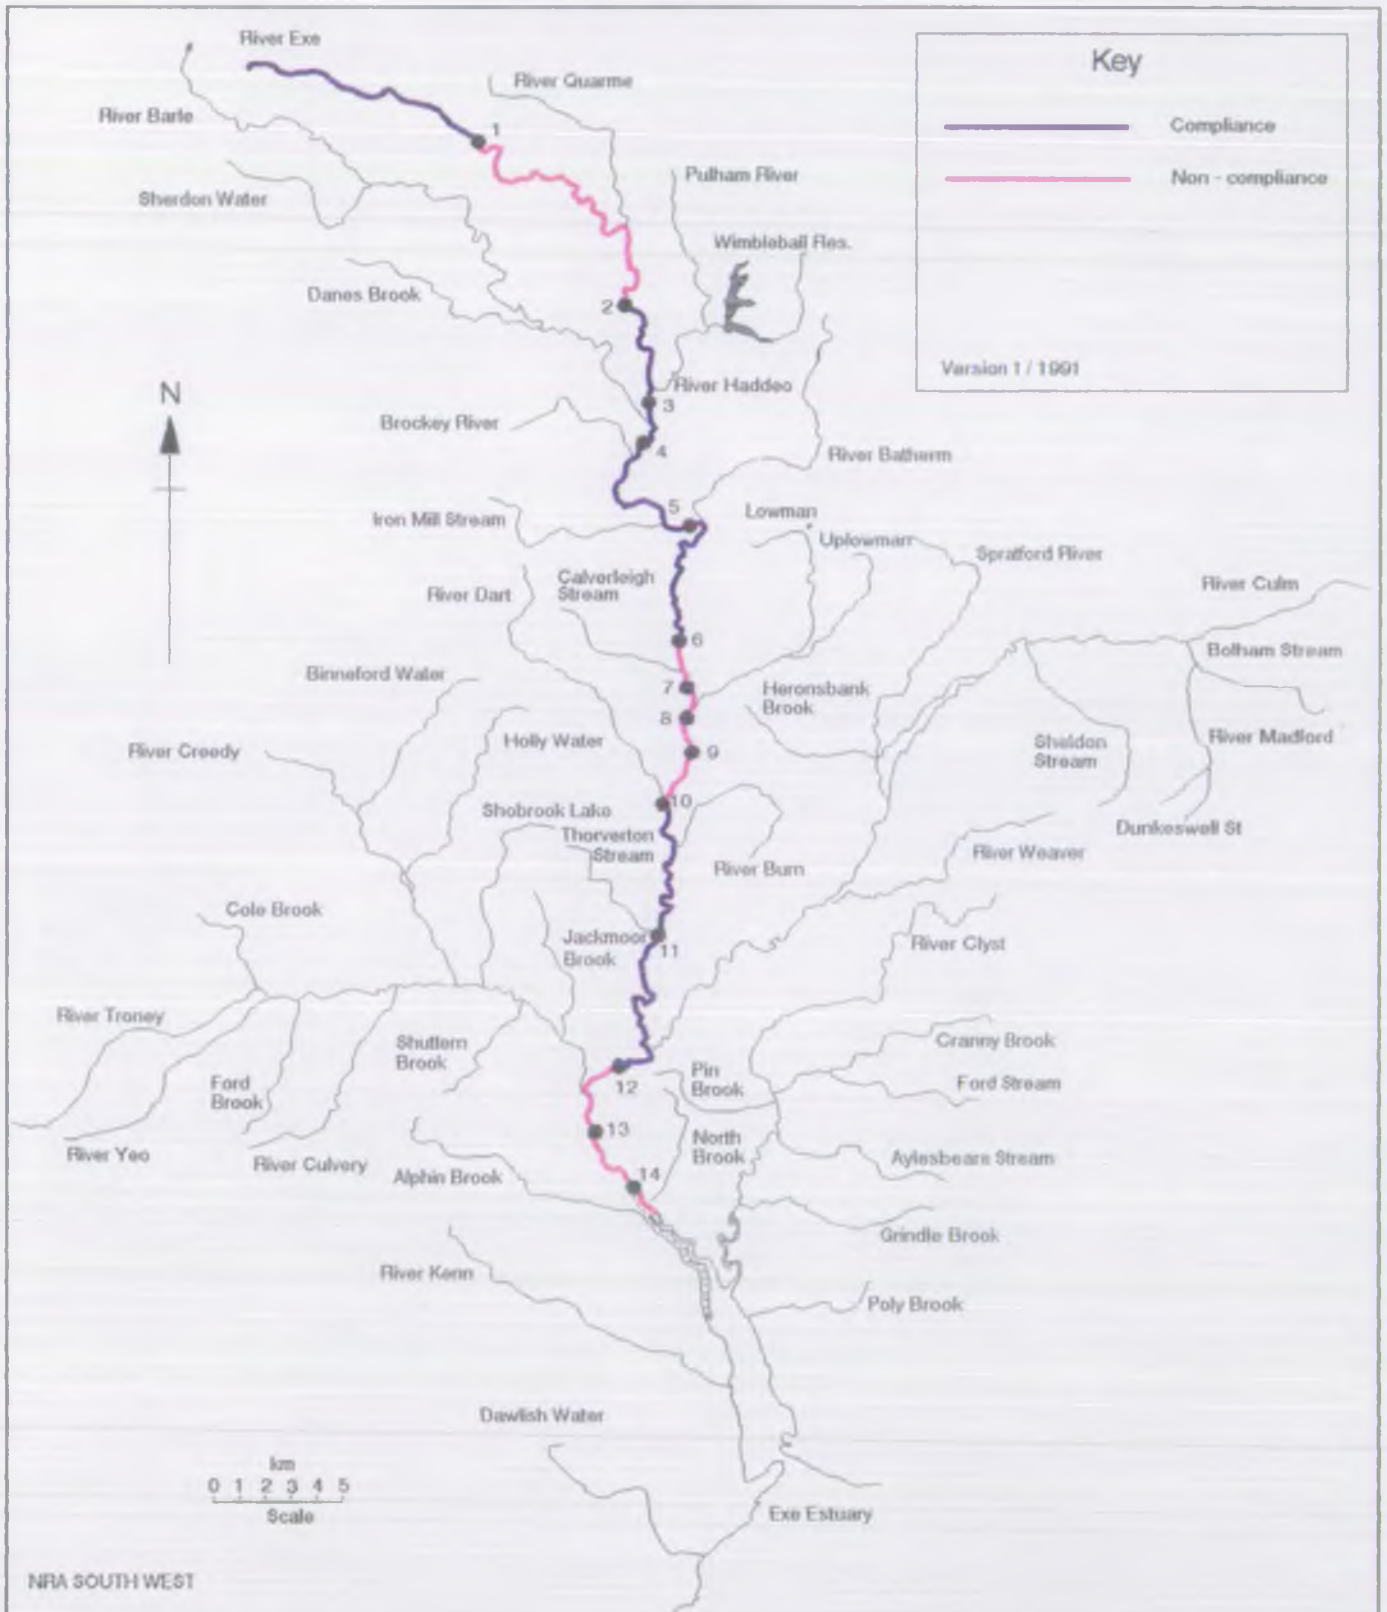 River Exe
Key
River Quarme
Compliance
River Barle
1
Pulham River
Non - compliance
Sherdon Water
Wimbleball Res.
Danes Brook
2
Version 1 / 1991
River Haddeo
N
3
Brockey River
4
River Batherm
5
Lowman
Iron Mill Stream
Uplowman
Spratford River
Calverleigh
Stream
River Dart
River Culm
6
Bolham Stream
Binneford Water
7
Heronsbank
Brook
8
River Creedy
Holly Water
9
Sheldon
Stream
River Madford
10
Shobrook Lake
Thorverton
Stream
Dunkeswell St
River Burn
River Weaver
Cole Brook
Jackmoor
Brook
11
River Clyst
River Troney
Shuttern
Brook
Cranny Brook
Ford
Brook
12
Pin
Brook
Ford Stream
13
North
Brook
River Yeo
River Culvery
Alphin Brook
14
Aylesbeare Stream
Grindle Brook
River Kenn
Poly Brook
Dawlish Water
km
0 1 2 3 4 5
Scale
Exe Estuary
NRA SOUTH WEST